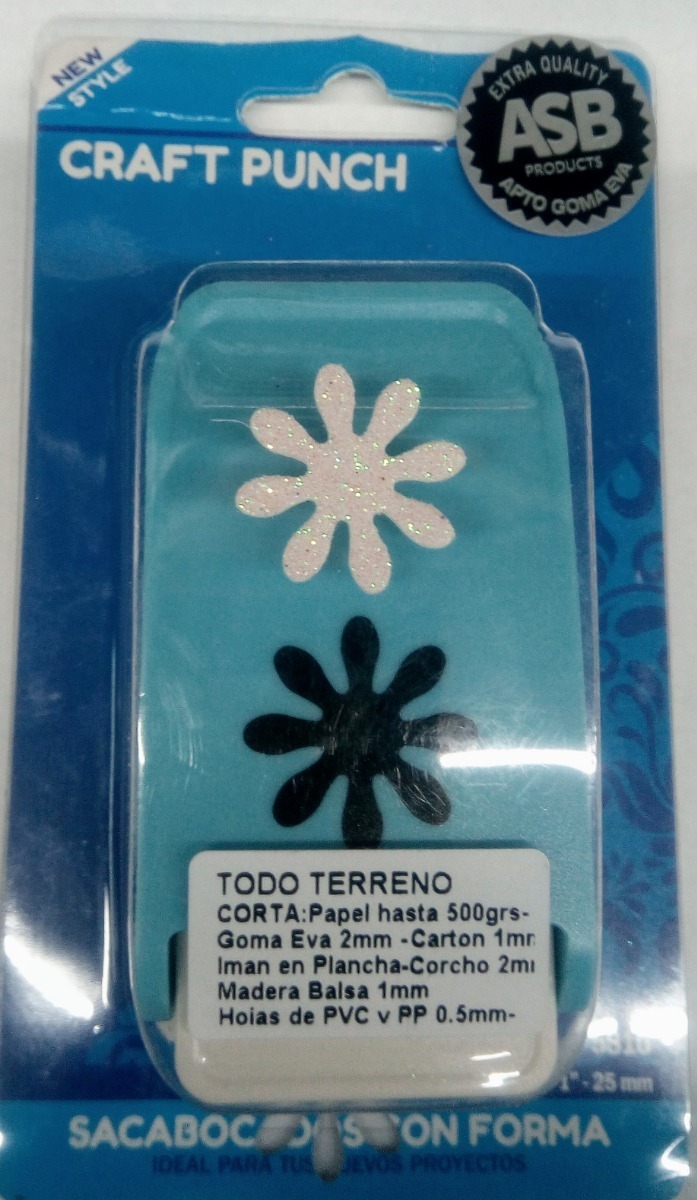 NEW
STYLE
CRAFT PUNCH
EXTRA QUALITY
ASB
PRODUCTS
APTO GOMA EVA
TODO TERRENO
CORTA:Papel hasta 500grs-
Goma Eva 2mm -Carton 1mm
Iman en Plancha-Corcho 2mm
Madera Balsa 1mm
Hojas de PVC y PP 0.5mm-
1" - 25 mm
CON FORMA
IDEAL PARA TUS NUEVOS PROYECTOS